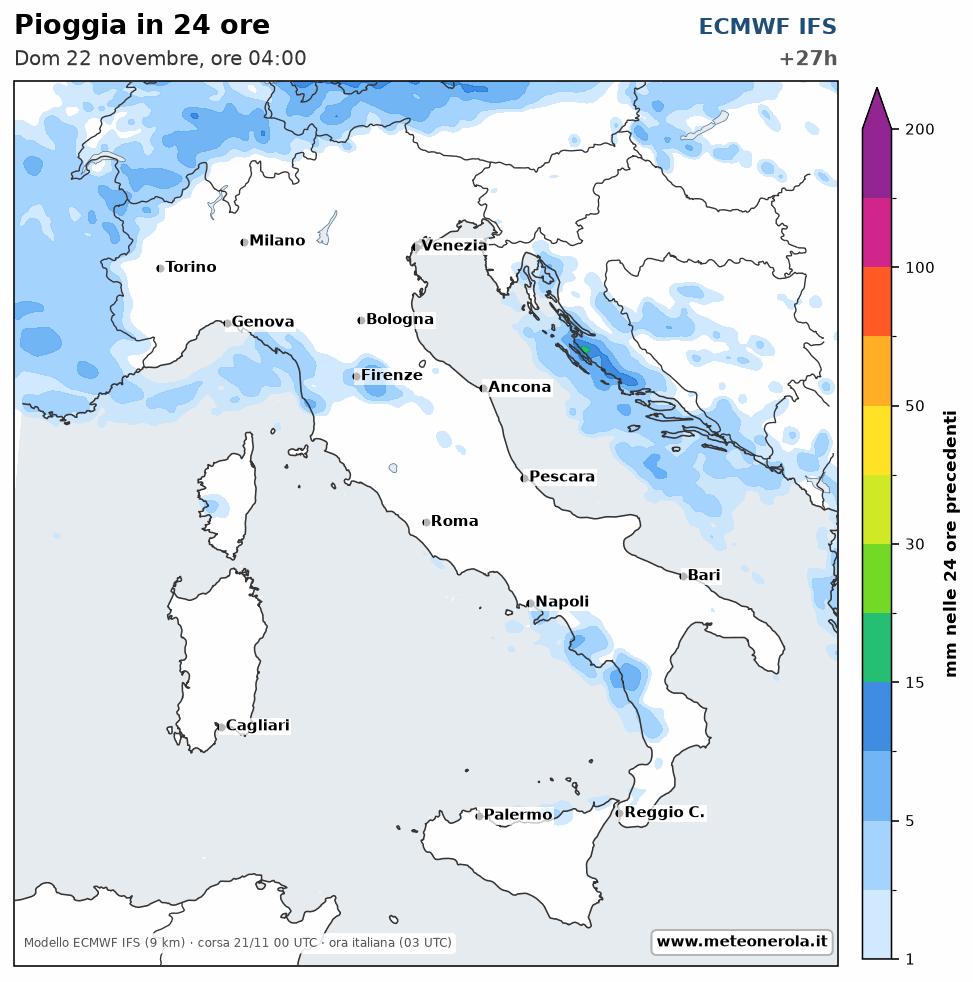 Pioggia in 24 ore
ECMWF IFS
Dom 22 novembre, ore 04:00
+27h
Milano
Venezia
Torino
Genova
Bologna
Firenze
Ancona
Pescara
Roma
Bari
Napoli
Cagliari
Palermo
Reggio C.
200
100
50
30
15
5
1
mm nelle 24 ore precedenti
Modello ECMWF IFS (9 km) · corsa 21/11 00 UTC · ora italiana (03 UTC)
www.meteonerola.it